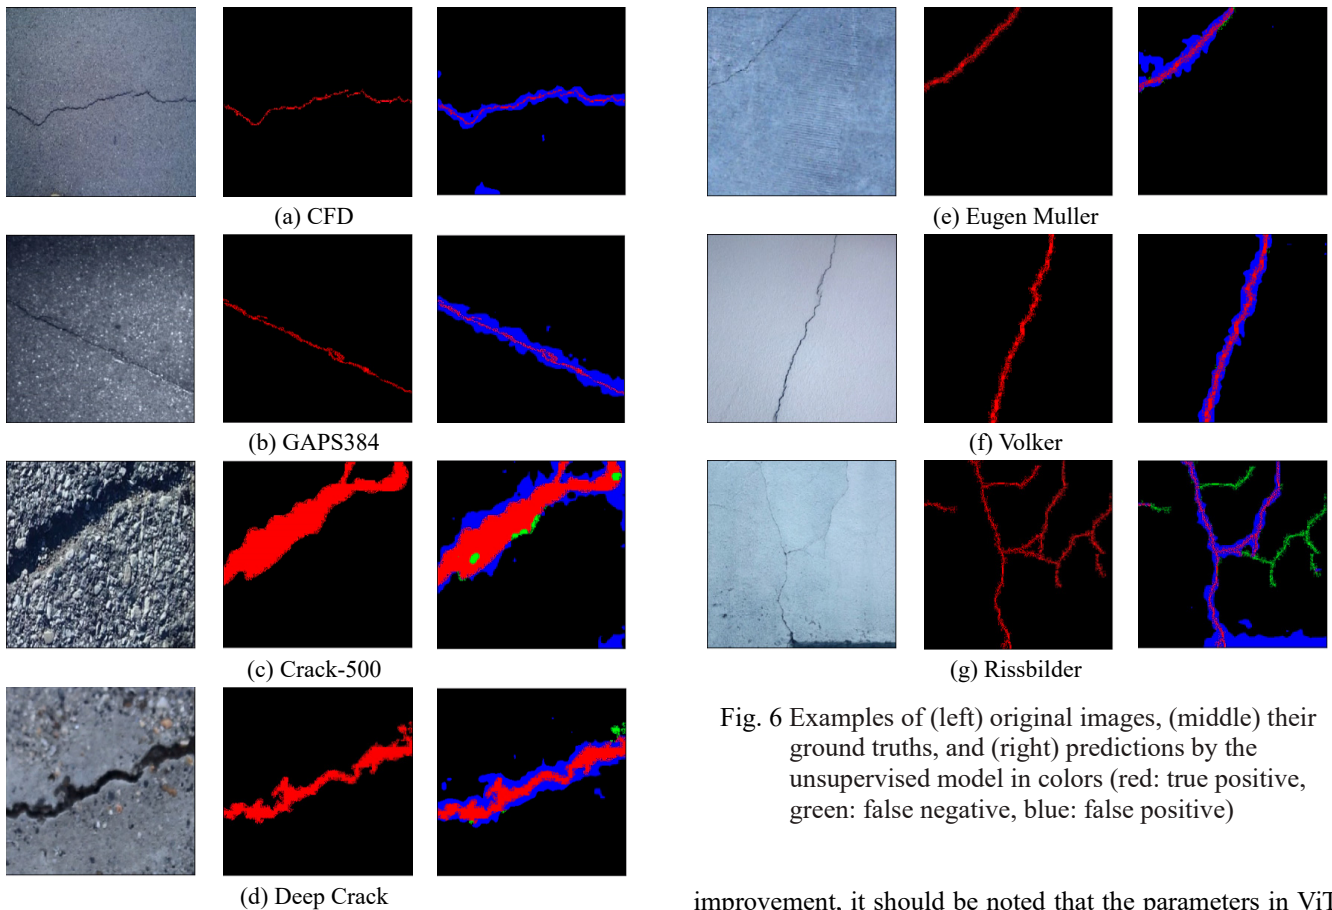 (a) CFD
(b) GAPS384
(c) Crack-500
(d) Deep Crack
(e) Eugen Muller
(f) Volker
(g) Rissbilder
Fig. 6 Examples of (left) original images, (middle) their
ground truths, and (right) predictions by the
unsupervised model in colors (red: true positive,
green: false negative, blue: false positive)
improvement, it should be noted that the parameters in ViT